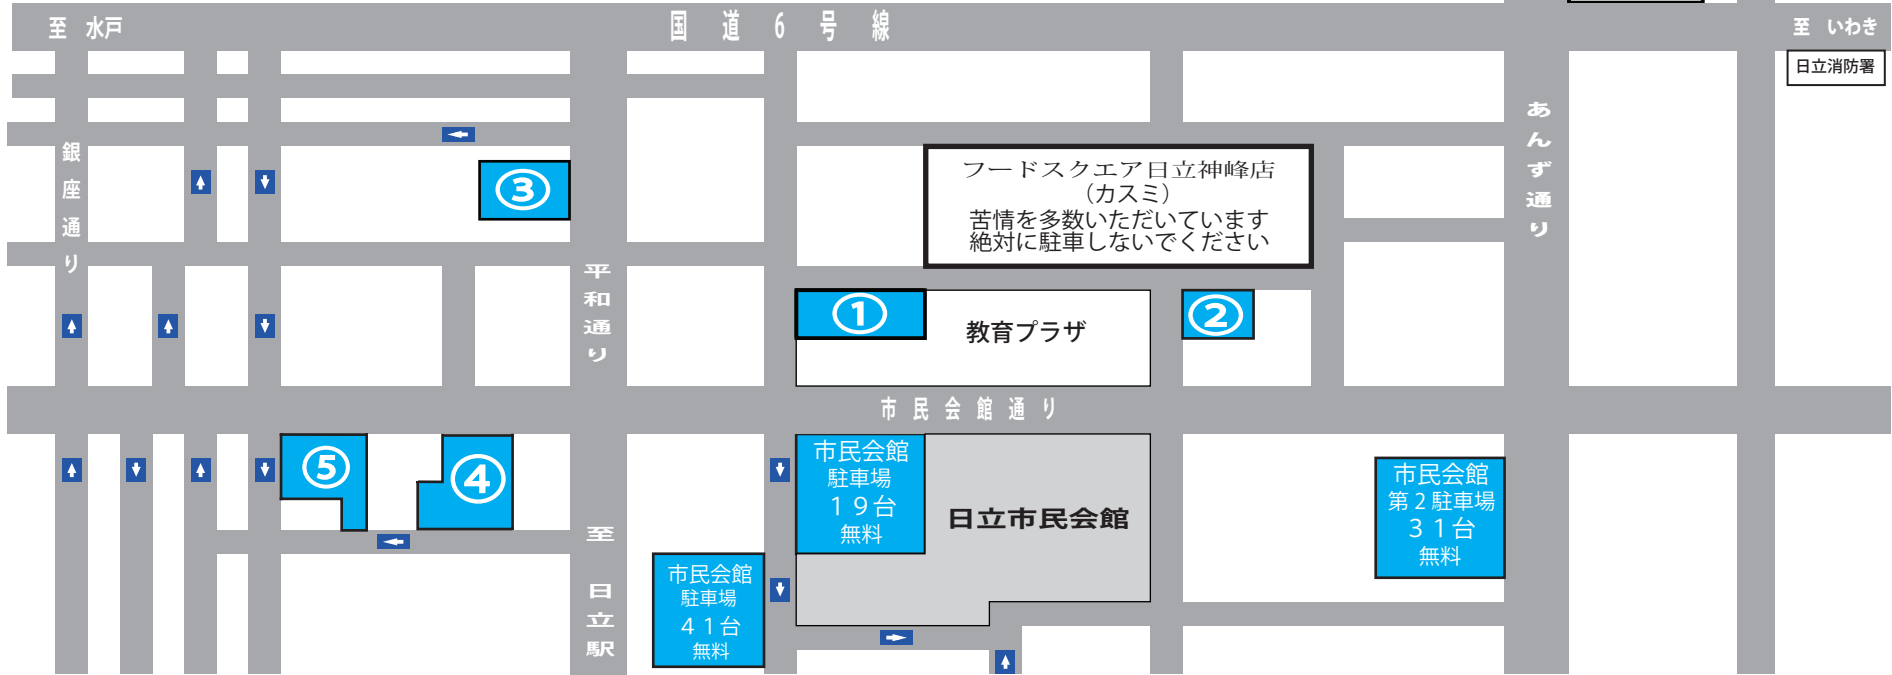 至 水戸
国道6号線
至 いわき
日立消防署
銀座通り
あんず通り
フードスクエア日立神峰店
（カスミ）
苦情を多数いただいています
絶対に駐車しないでください
③
平和通り
①
教育プラザ
②
市民会館通り
⑤
④
市民会館
駐車場
１９台
無料
日立市民会館
市民会館
第２駐車場
３１台
無料
至 日立駅
市民会館
駐車場
４１台
無料